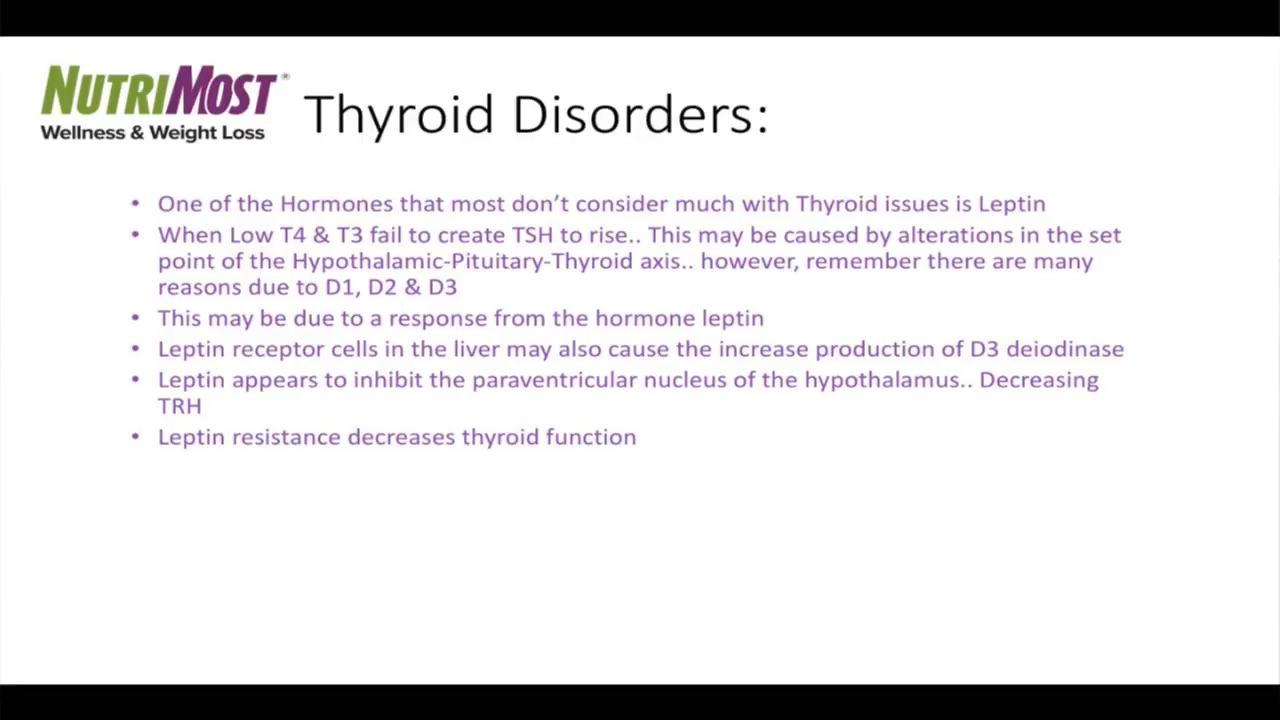 NUTRIMOST®
Wellness & Weight Loss
Thyroid Disorders:
• One of the Hormones that most don't consider much with Thyroid issues is Leptin
• When Low T4 & T3 fail to create TSH to rise.. This may be caused by alterations in the set
point of the Hypothalamic-Pituitary-Thyroid axis.. however, remember there are many
reasons due to D1, D2 & D3
• This may be due to a response from the hormone leptin
• Leptin receptor cells in the liver may also cause the increase production of D3 deiodinase
• Leptin appears to inhibit the paraventricular nucleus of the hypothalamus.. Decreasing
TRH
• Leptin resistance decreases thyroid function